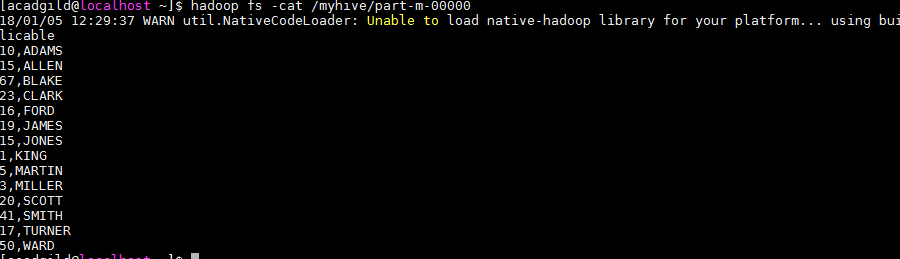 [acadgild@localhost ~]$ hadoop fs -cat /myhive/part-m-00000
18/01/05 12:29:37 WARN util.NativeCodeLoader: Unable to load native-hadoop library for your platform... using bui
licable
10,ADAMS
15,ALLEN
67,BLAKE
23,CLARK
16,FORD
19,JAMES
15,JONES
1,KING
5,MARTIN
3,MILLER
20,SCOTT
41,SMITH
17,TURNER
50,WARD
[acadgild@localhost ~]$